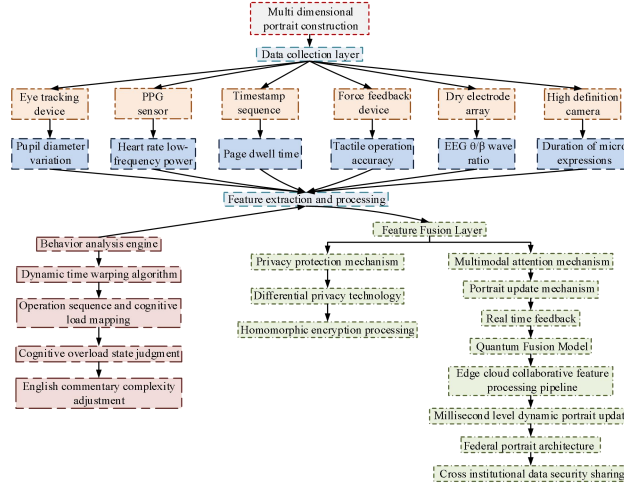 Multi dimensional
portrait construction
Data collection layer
Eye tracking
device
PPG
sensor
Timestamp
sequence
Force feedback
device
Dry electrode
array
High definition
camera
Pupil diameter
variation
Heart rate low-
frequency power
Page dwell time
Tactile operation
accuracy
EEG θ/β wave
ratio
Duration of micro
expressions
Feature extraction and processing
Behavior analysis engine
Dynamic time warping algorithm
Operation sequence and cognitive
load mapping
Cognitive overload state judgment
English commentary complexity
adjustment
Feature Fusion Layer
Privacy protection mechanism
Differential privacy technology
Homomorphic encryption processing
Multimodal attention mechanism
Portrait update mechanism
Real time feedback
Quantum Fusion Model
Edge cloud collaborative feature
processing pipeline
Millisecond level dynamic portrait updat
Federal portrait architecture
Cross institutional data security sharing